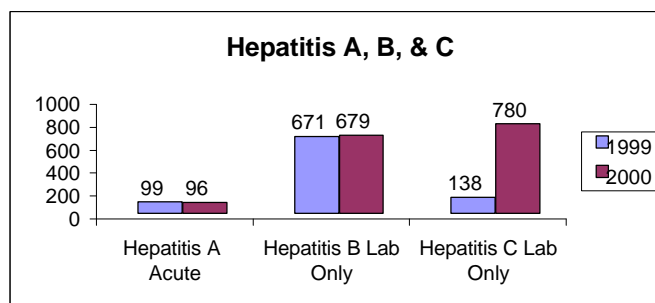 Hepatitis A, B, & C
1000
800
600
400
200
0
99
96
671
679
138
780
Hepatitis A
Acute
Hepatitis B Lab
Only
Hepatitis C Lab
Only
1999
2000